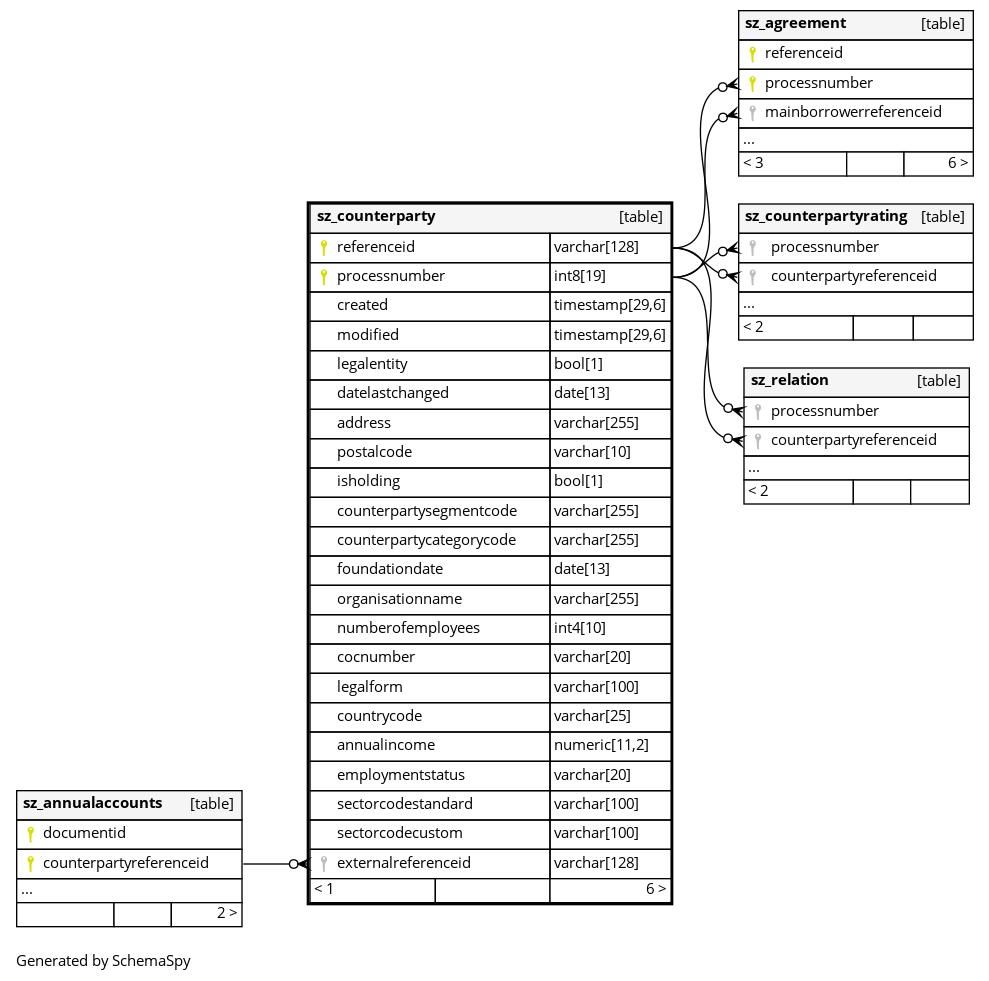 sz_agreement [table]
referenceid
processnumber
mainborrowerreferenceid
...
< 3 6 >
sz_counterparty [table]
referenceid varchar[128]
processnumber int8[19]
created timestamp[29,6]
modified timestamp[29,6]
legalentity bool[1]
datelastchanged date[13]
address varchar[255]
postalcode varchar[10]
isholding bool[1]
counterpartysegmentcode varchar[255]
counterpartycategorycode varchar[255]
foundationdate date[13]
organisationname varchar[255]
numberofemployees int4[10]
cocnumber varchar[20]
legalform varchar[100]
countrycode varchar[25]
annualincome numeric[11,2]
employmentstatus varchar[20]
sectorcodestandard varchar[100]
sectorcodecustom varchar[100]
externalreferenceid varchar[128]
< 1 6 >
sz_counterpartyrating [table]
processnumber
counterpartyreferenceid
...
< 2
sz_relation [table]
processnumber
counterpartyreferenceid
...
< 2
sz_annualaccounts [table]
documentid
counterpartyreferenceid
...
2 >
Generated by SchemaSpy